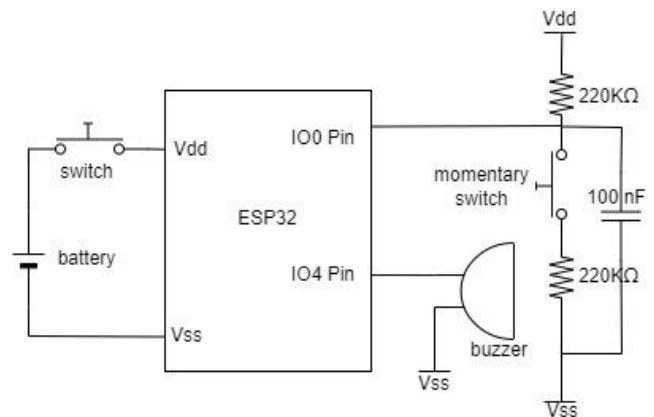 Vdd
220KΩ
IO0 Pin
Vdd
switch
momentary
switch
100 nF
ESP32
battery
IO4 Pin
220KΩ
Vss
buzzer
Vss
Vss